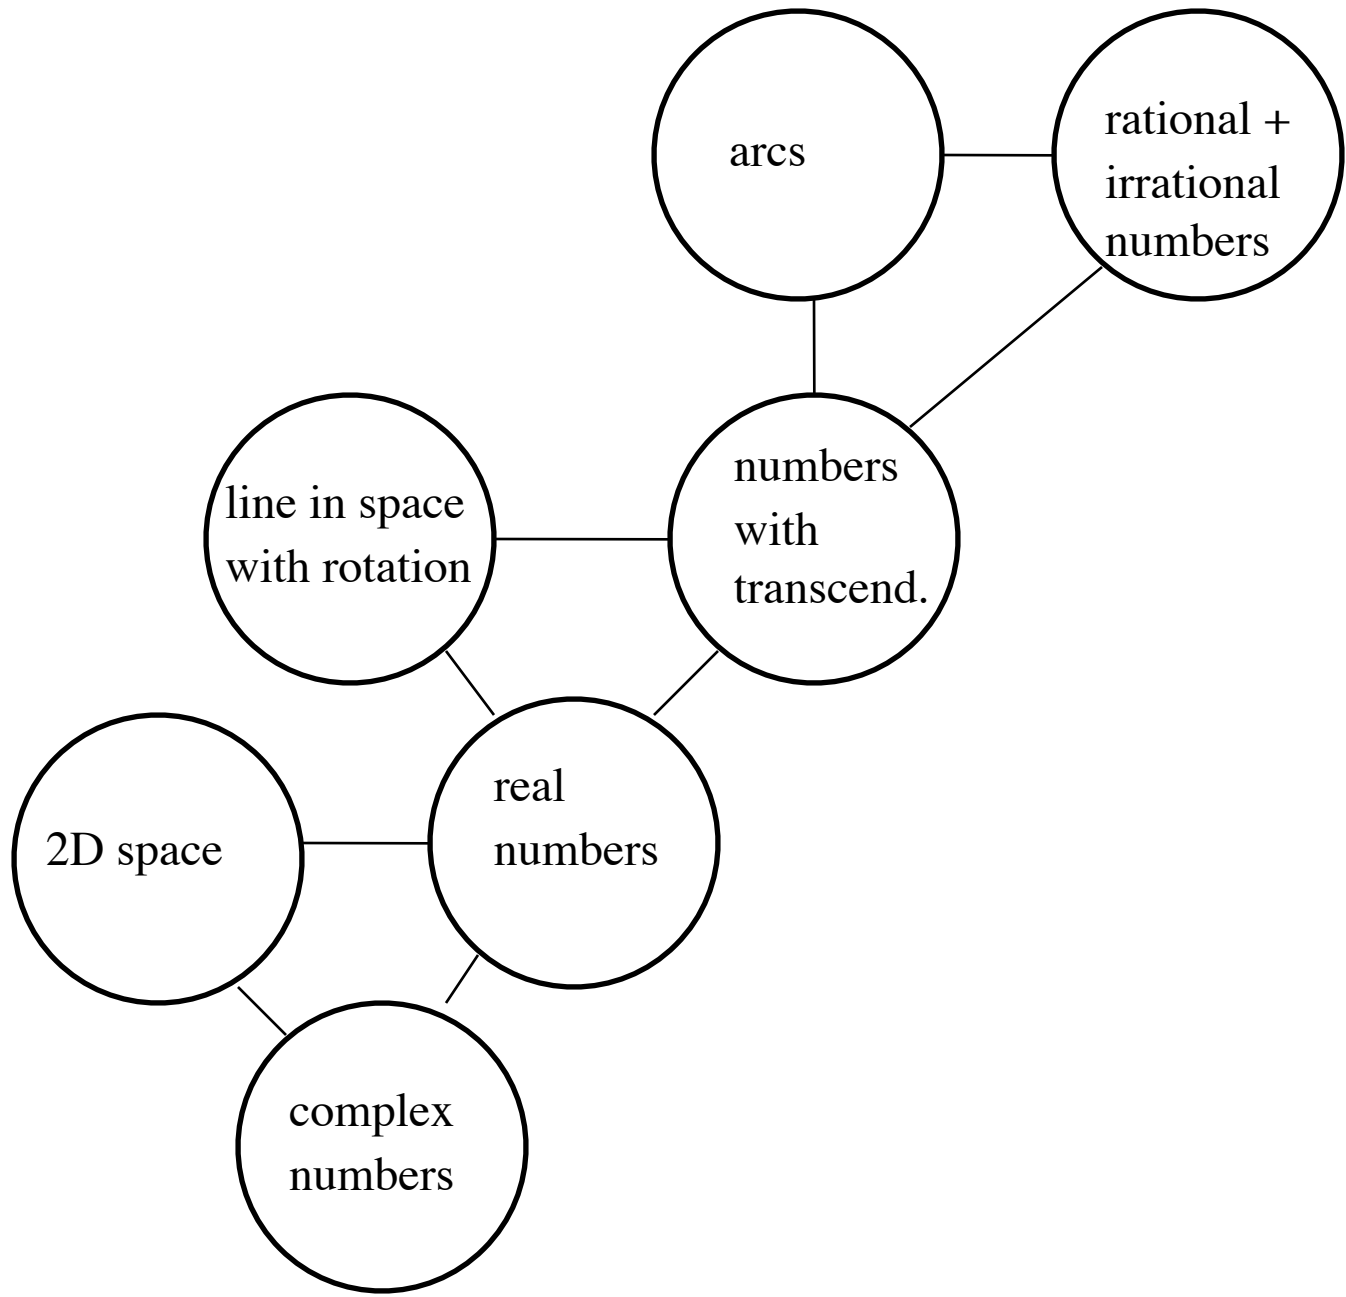 arcs
rational +
irrational
numbers
line in space
with rotation
numbers
with
transcend.
2D space
real
numbers
complex
numbers